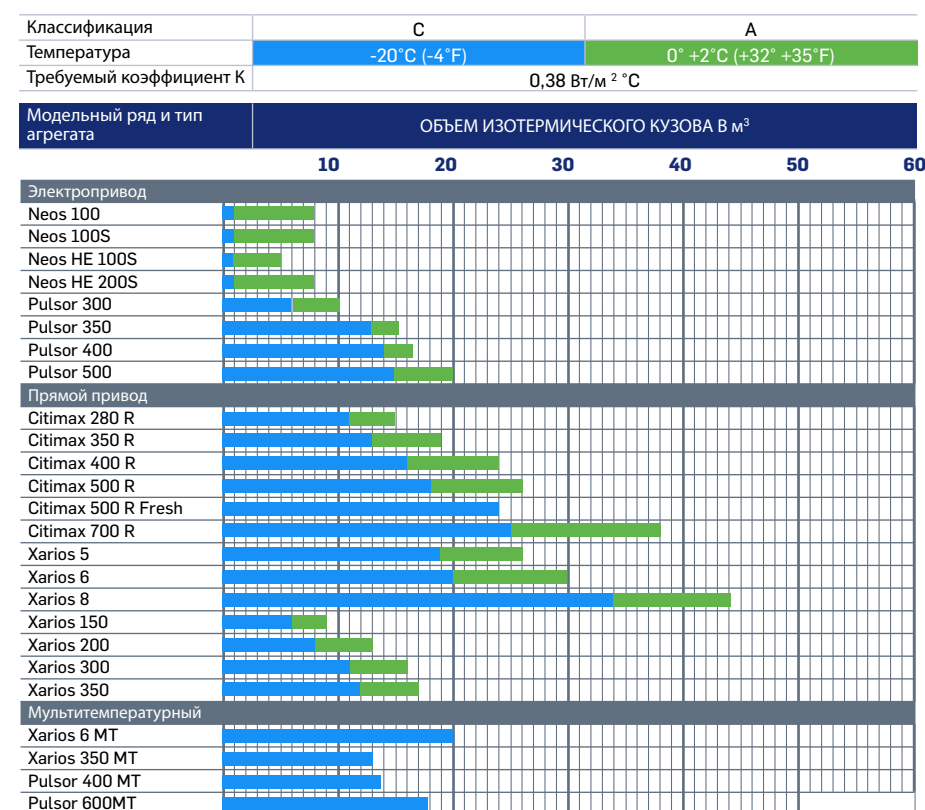 Классификация C A
Температура -20°C (-4°F) 0° +2°C (+32° +35°F)
Требуемый коэффициент К 0,38 Вт/м ² °C
Модельный ряд и тип
агрегата
ОБЪЕМ ИЗОТЕРМИЧЕСКОГО КУЗОВА В м³
10 20 30 40 50 60
Электропривод
Neos 100
Neos 100S
Neos HE 100S
Neos HE 200S
Pulsor 300
Pulsor 350
Pulsor 400
Pulsor 500
Прямой привод
Citimax 280 R
Citimax 350 R
Citimax 400 R
Citimax 500 R
Citimax 500 R Fresh
Citimax 700 R
Xarios 5
Xarios 6
Xarios 8
Xarios 150
Xarios 200
Xarios 300
Xarios 350
Мультитемпературный
Xarios 6 MT
Xarios 350 MT
Pulsor 400 MT
Pulsor 600MT